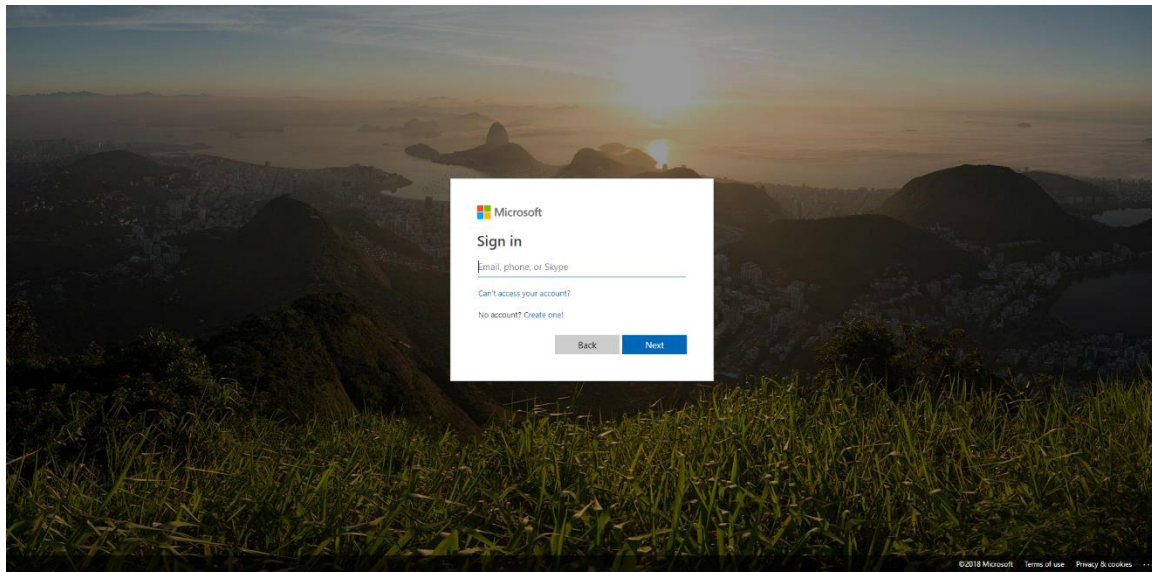 Microsoft
Sign in
Email, phone, or Skype
Can't access your account?
No account? Create one!
Back Next
©2018 Microsoft Terms of use Privacy & cookies ...